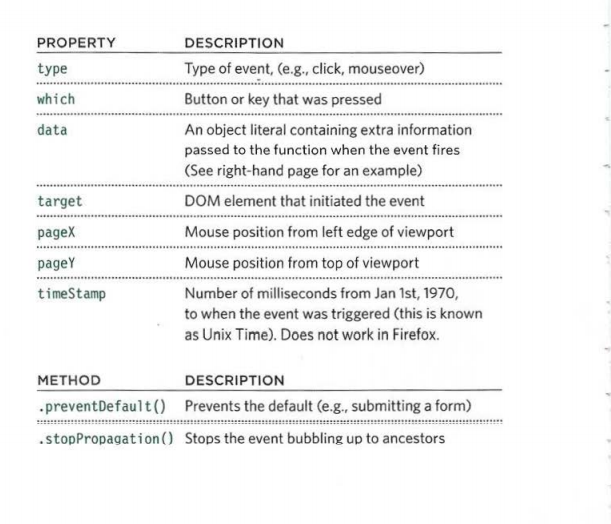 PROPERTY DESCRIPTION
type Type of event, (e.g., click, mouseover)
which Button or key that was pressed
data An object literal containing extra information
passed to the function when the event fires
(See right-hand page for an example)
target DOM element that initiated the event
pageX Mouse position from left edge of viewport
pageY Mouse position from top of viewport
timeStamp Number of milliseconds from Jan 1st, 1970,
to when the event was triggered (this is known
as Unix Time). Does not work in Firefox.
METHOD DESCRIPTION
.preventDefault() Prevents the default (e.g., submitting a form)
.stopPropagation() Stops the event bubbling up to ancestors